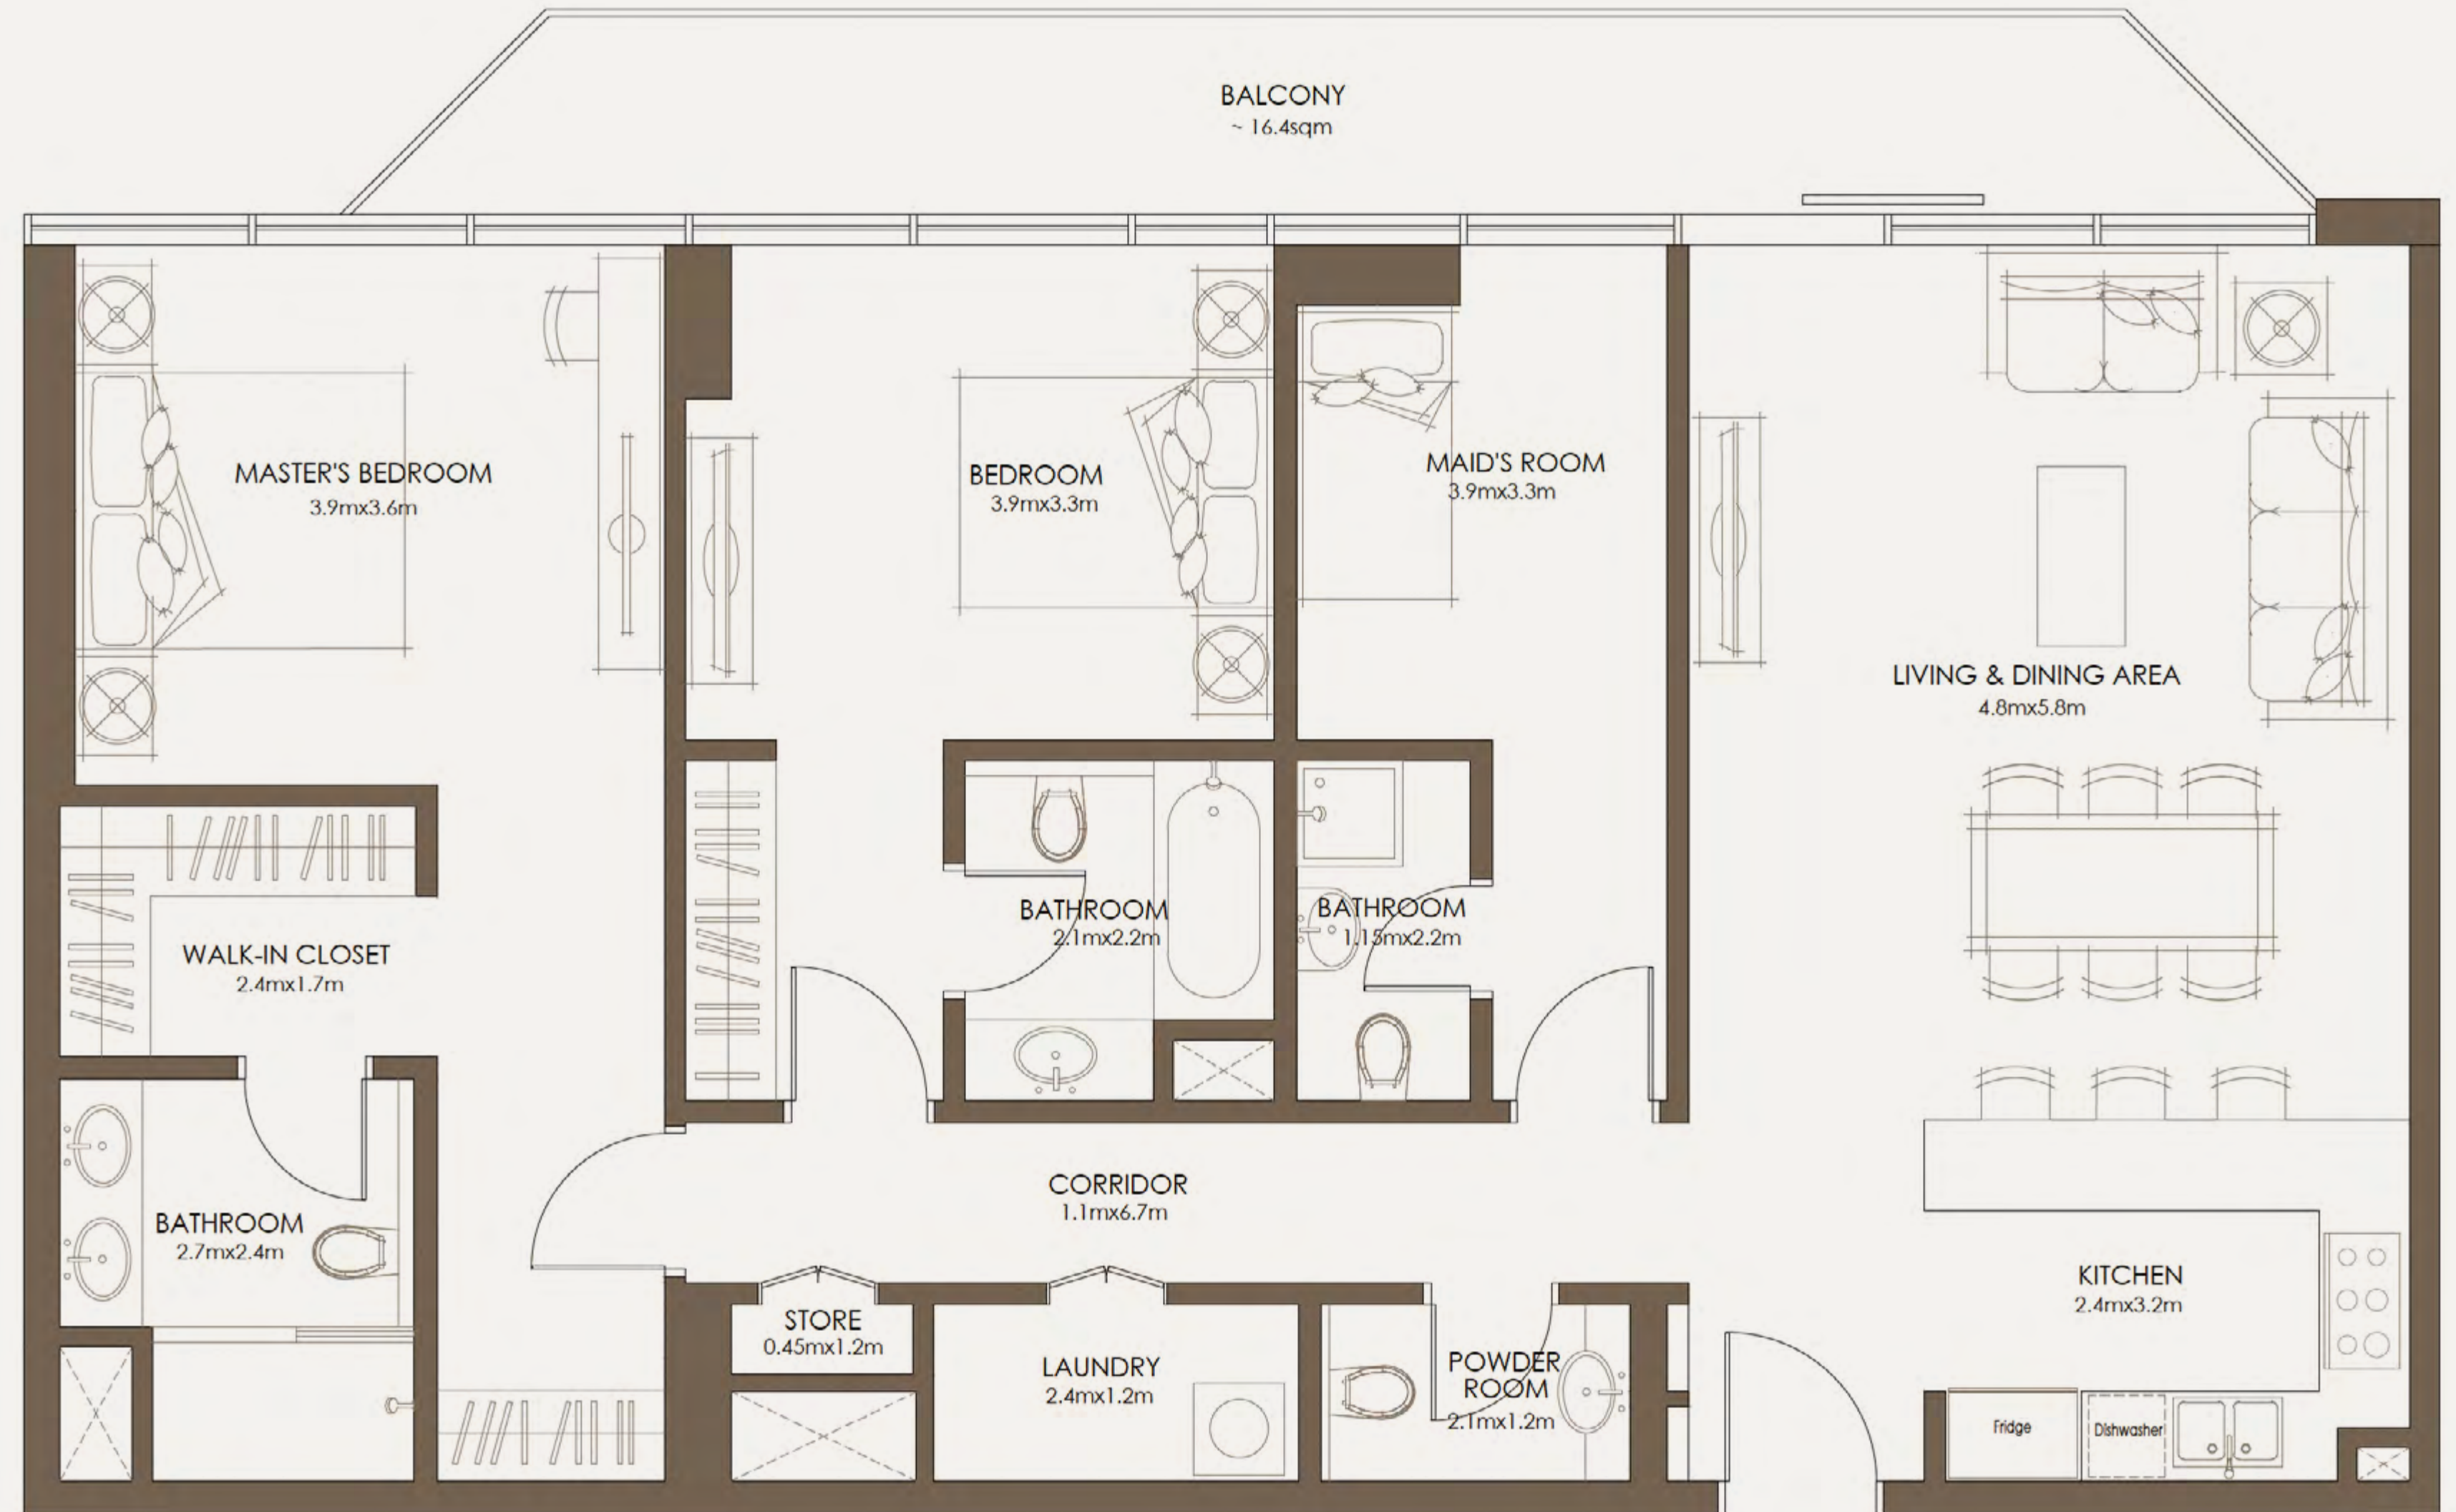 BALCONY
~ 16.4sqm
MASTER'S BEDROOM
3.9mx3.6m
BEDROOM
3.9mx3.3m
MAID'S ROOM
3.9mx3.3m
LIVING & DINING AREA
4.8mx5.8m
WALK-IN CLOSET
2.4mx1.7m
BATHROOM
2.1mx2.2m
BATHROOM
1.15mx2.2m
BATHROOM
2.7mx2.4m
CORRIDOR
1.1mx6.7m
KITCHEN
2.4mx3.2m
STORE
0.45mx1.2m
LAUNDRY
2.4mx1.2m
POWDER
ROOM
2.1mx1.2m
Fridge
Dishwasher